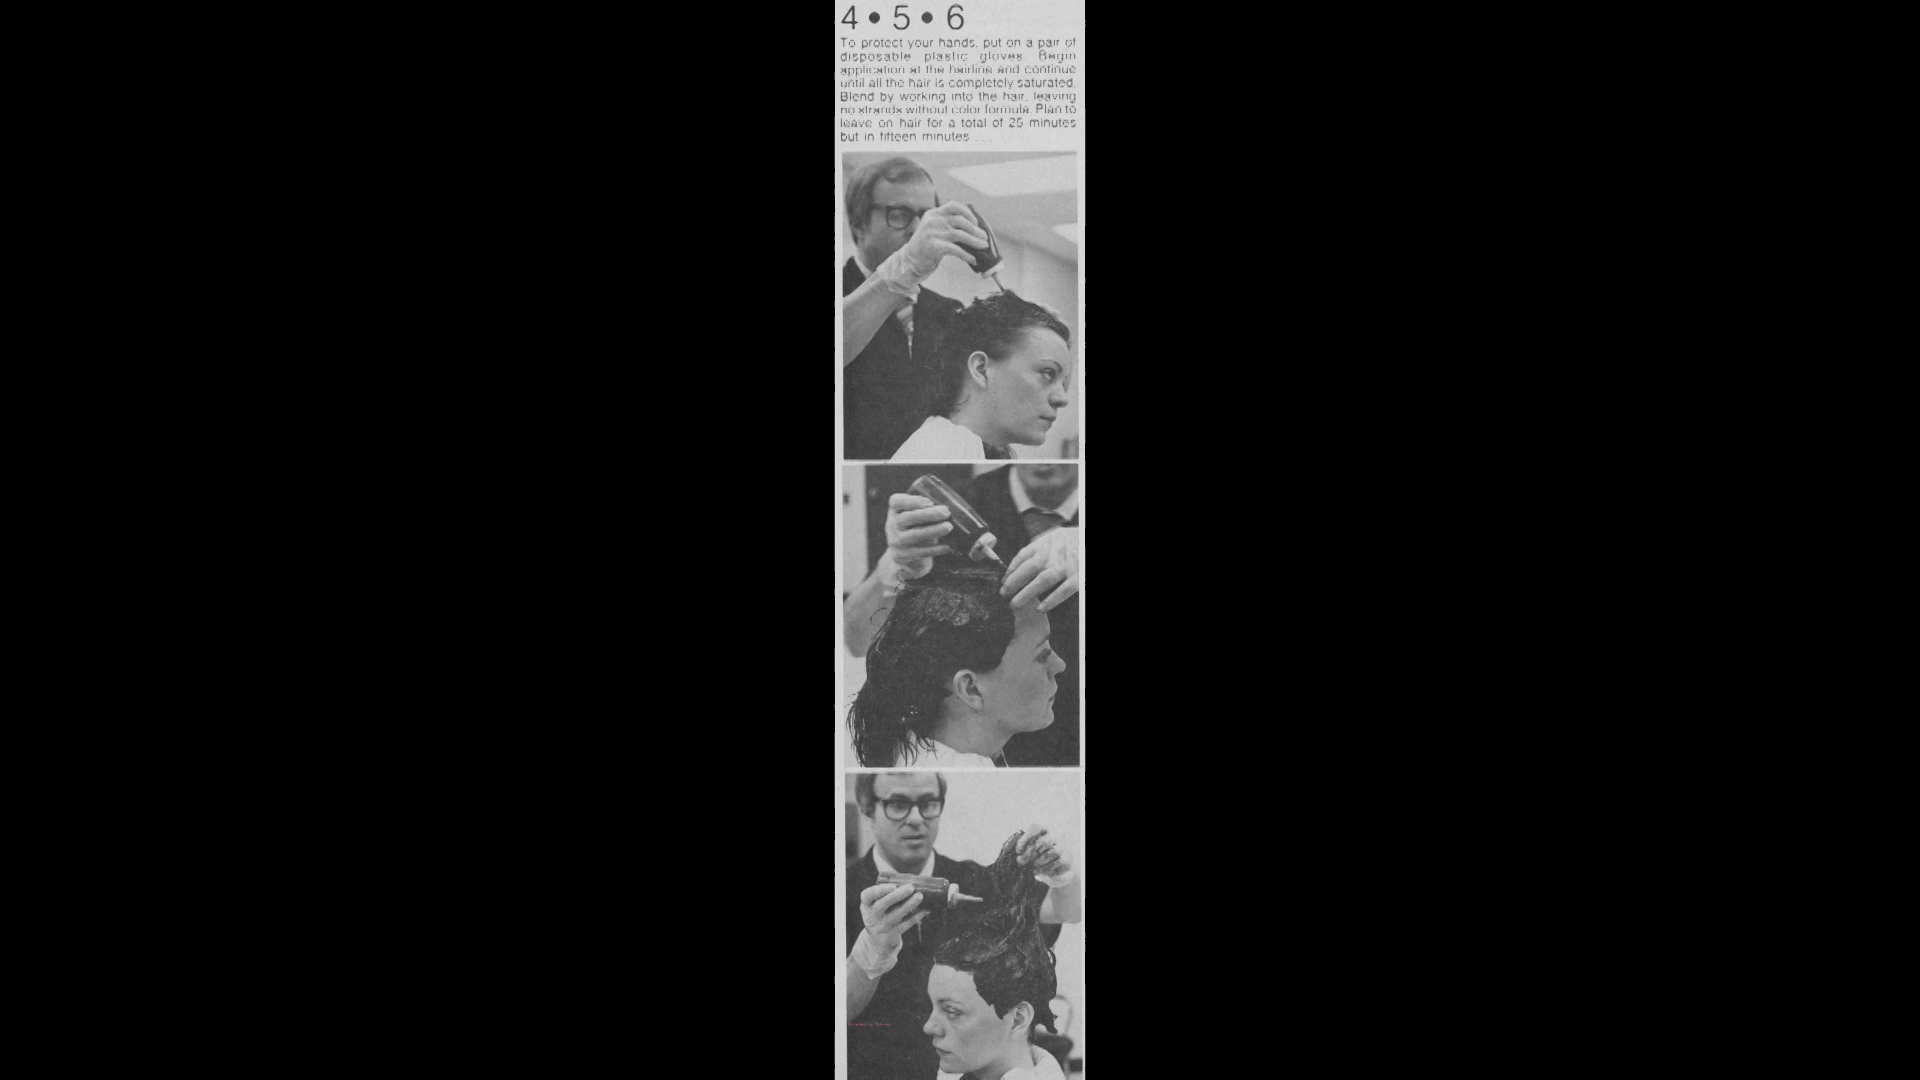 4 • 5 • 6
To protect your hands, put on a pair of
disposable plastic gloves. Begin
application at the hairline and continue
until all the hair is completely saturated.
Blend by working into the hair, leaving
no strands without color formula. Plan to
leave on hair for a total of 25 minutes
but in fifteen minutes . . .